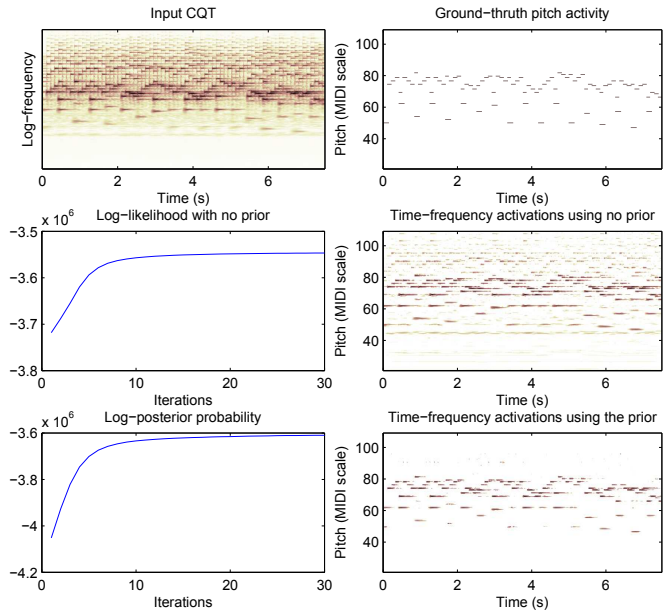 Input CQT
Log−frequency
0 2 4 6
Time (s)
Ground−thruth pitch activity
Pitch (MIDI scale)
100
80
60
40
0 2 4 6
Time (s)
Log−likelihood with no prior
x 10^6
−3.5
−3.6
−3.7
−3.8
0 10 20 30
Iterations
Time−frequency activations using no prior
Pitch (MIDI scale)
100
80
60
40
0 2 4 6
Time (s)
Log−posterior probability
x 10^6
−3.6
−3.8
−4
−4.2
0 10 20 30
Iterations
Time−frequency activations using the prior
Pitch (MIDI scale)
100
80
60
40
0 2 4 6
Time (s)